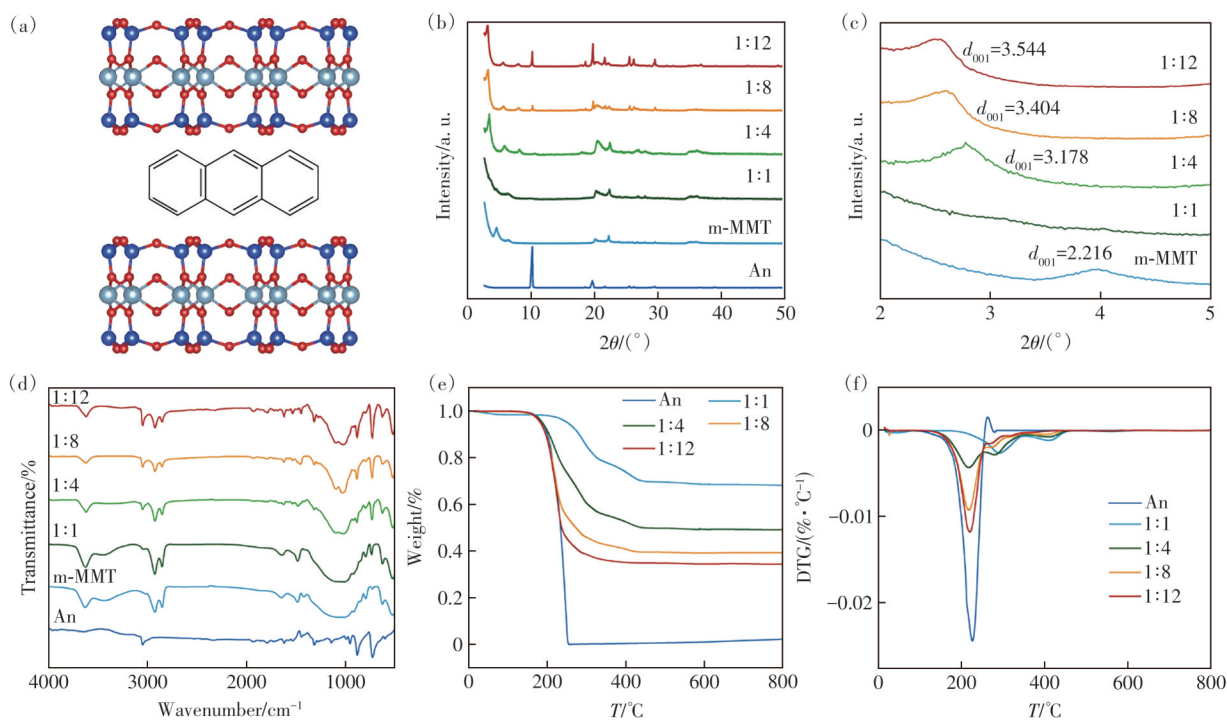 (a)
(b)
1:12
1:8
1:4
1:1
m-MMT
An
Intensity/a. u.
0 10 20 30 40 50
2θ/(°)
(c)
d001=3.544
1:12
d001=3.404
1:8
d001=3.178
1:4
1:1
d001=2.216
m-MMT
Intensity/a. u.
2 3 4 5
2θ/(°)
(d)
1:12
1:8
1:4
1:1
m-MMT
An
Transmittance/%
4000 3000 2000 1000
Wavenumber/cm⁻¹
(e)
An 1:1
1:4 1:8
1:12
1.0
0.8
0.6
0.4
0.2
0
Weight/%
0 200 400 600 800
T/℃
(f)
0
-0.01
-0.02
DTG/(%·℃⁻¹)
An
1:1
1:4
1:8
1:12
0 200 400 600 800
T/℃